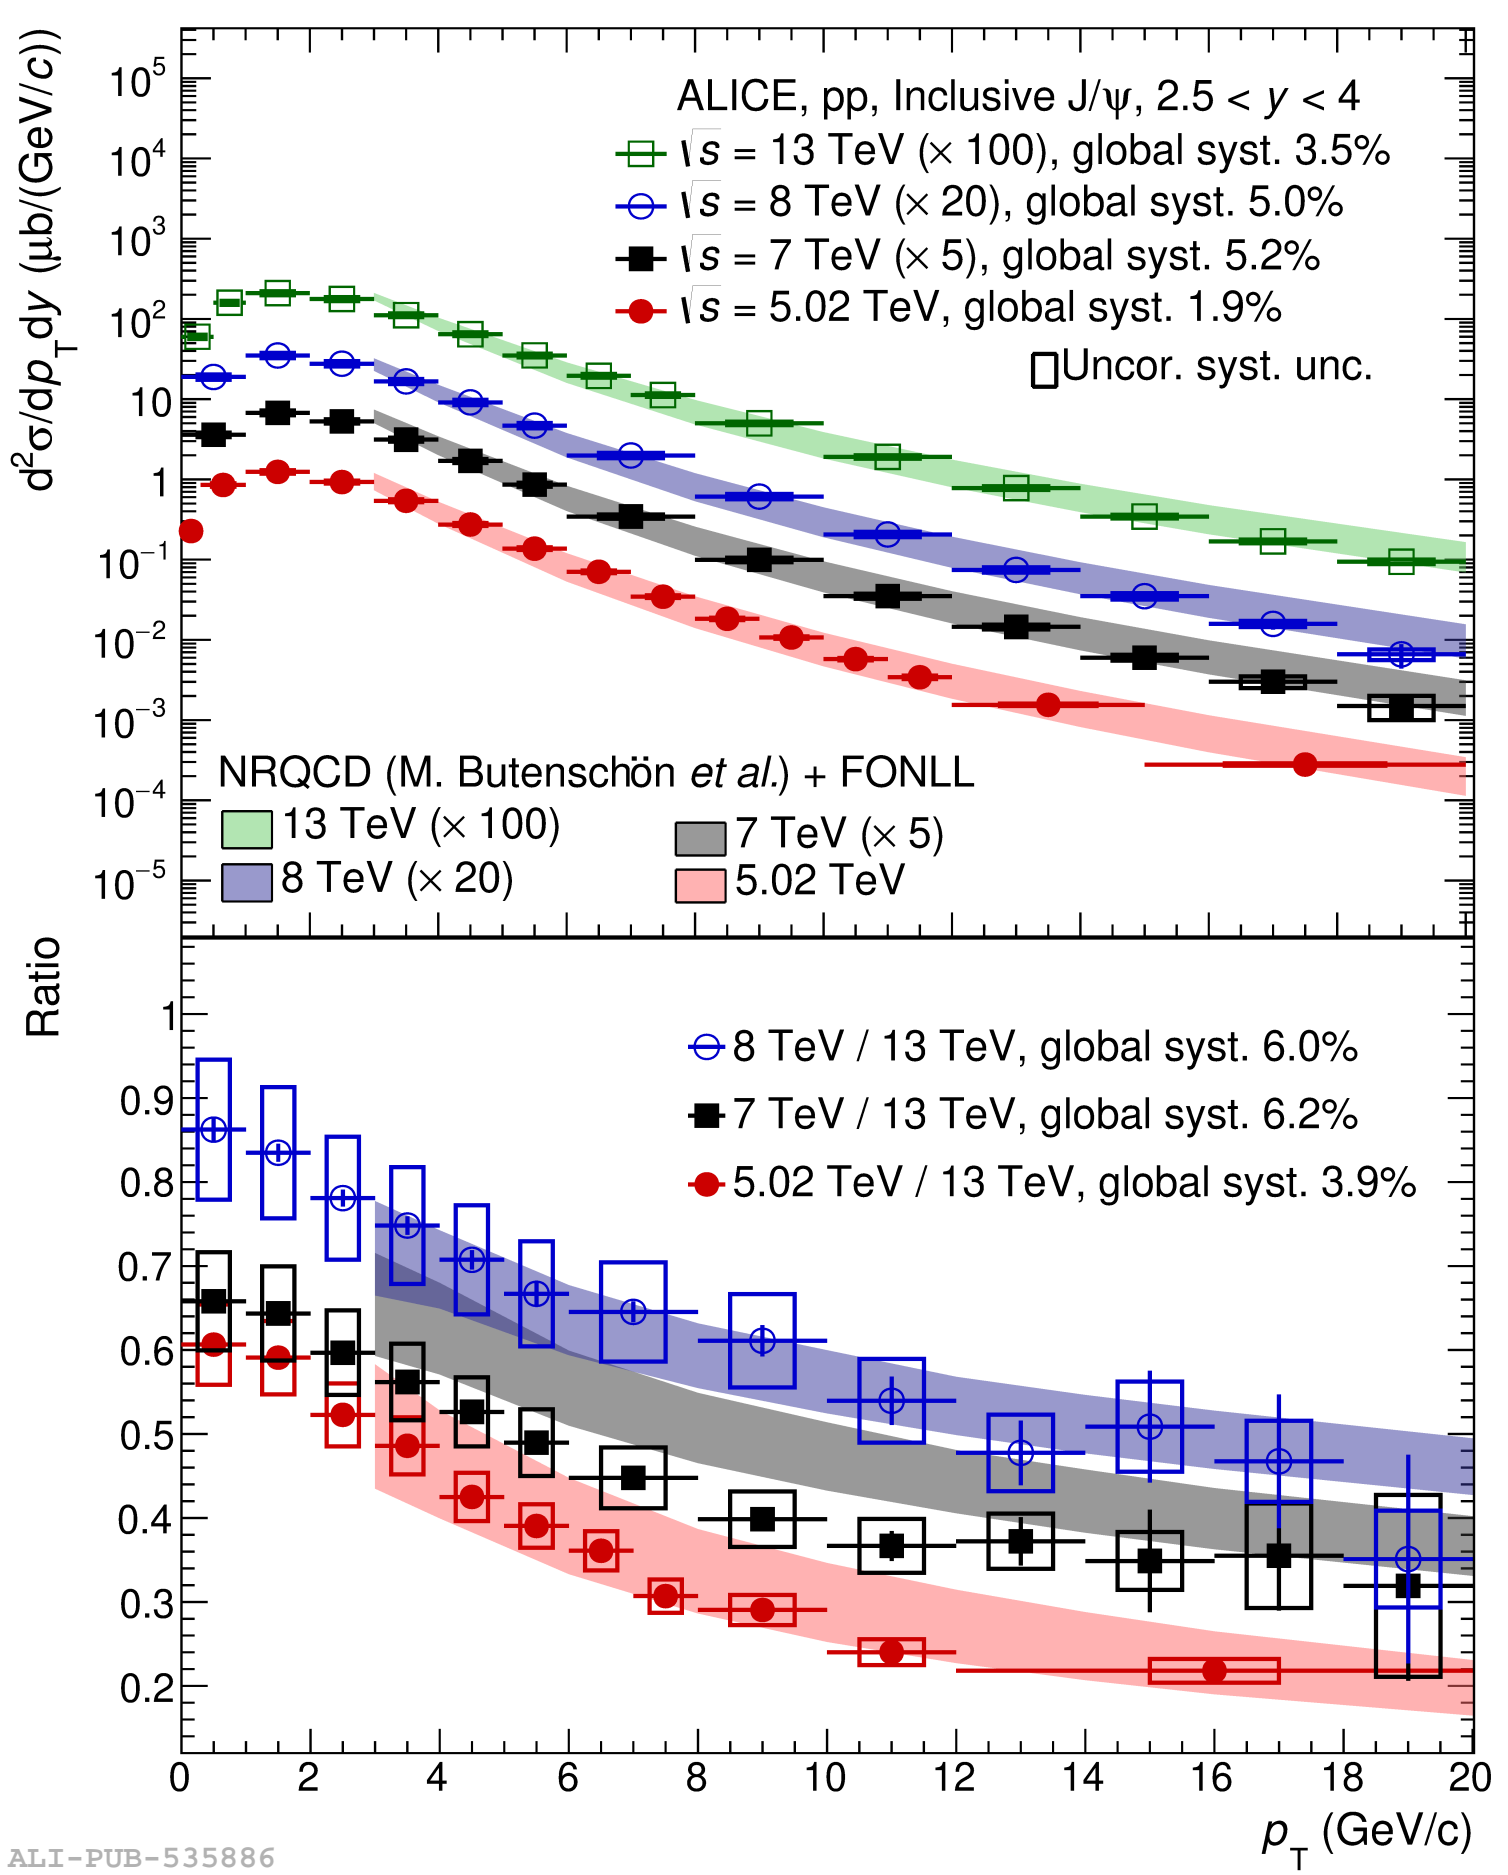 d²σ/dp_T dy (μb/(GeV/c))
10⁵
10⁴
10³
10²
10
1
10⁻¹
10⁻²
10⁻³
10⁻⁴
10⁻⁵
ALICE, pp, Inclusive J/ψ, 2.5 < y < 4
√s = 13 TeV (× 100), global syst. 3.5%
√s = 8 TeV (× 20), global syst. 5.0%
√s = 7 TeV (× 5), global syst. 5.2%
√s = 5.02 TeV, global syst. 1.9%
Uncor. syst. unc.
NRQCD (M. Butenschön et al.) + FONLL
13 TeV (× 100)
7 TeV (× 5)
8 TeV (× 20)
5.02 TeV
Ratio
1
0.9
0.8
0.7
0.6
0.5
0.4
0.3
0.2
8 TeV / 13 TeV, global syst. 6.0%
7 TeV / 13 TeV, global syst. 6.2%
5.02 TeV / 13 TeV, global syst. 3.9%
0 2 4 6 8 10 12 14 16 18 20
p_T (GeV/c)
ALI-PUB-535886